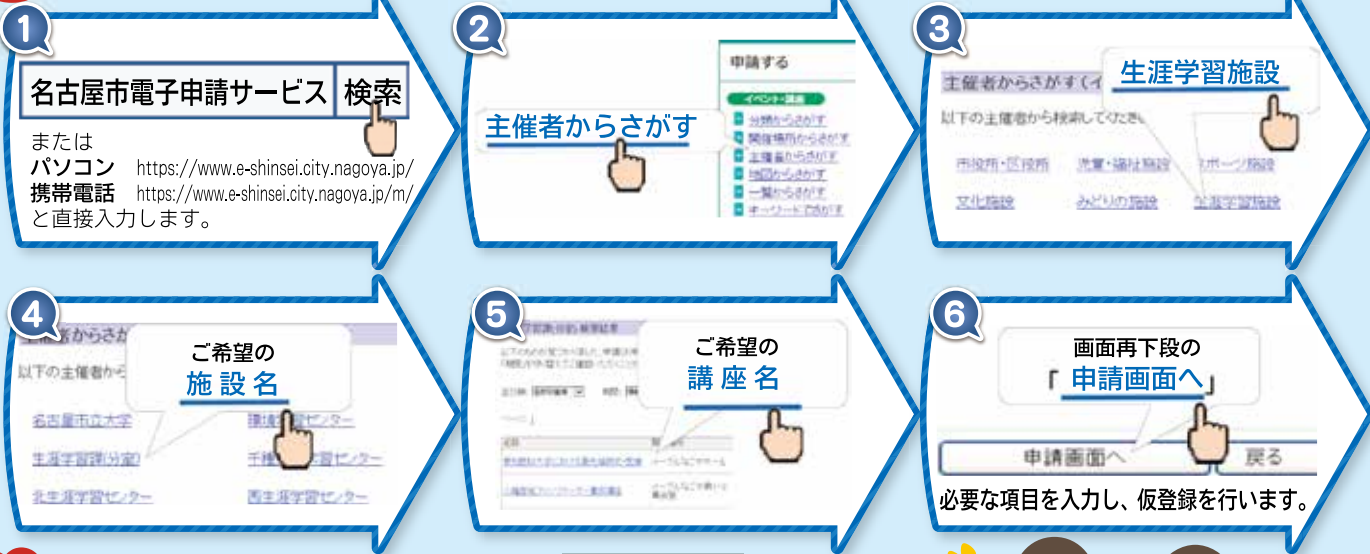 1
名古屋市電子申請サービス 検索
または
パソコン https://www.e-shinsei.city.nagoya.jp/
携帯電話 https://www.e-shinsei.city.nagoya.jp/m/
と直接入力します。
2
申請する
イベント・講座
分類からさがす
開催場所からさがす
主催者からさがす
主催者からさがす
地図からさがす
一覧からさがす
キーワードでさがす
3
主催者からさがす(イ
生涯学習施設
以下の主催者から検索してくださ
市役所・区役所 児童・福祉施設 スポーツ施設
文化施設 みどりの施設 生涯学習施設
4
主催者からさが
以下の主催者から
ご希望の
施設名
名古屋市立大学
生涯学習課(分室)
北生涯学習センター 西生涯学習センター
5
ご希望の
講座名
6
画面再下段の
「申請画面へ」
申請画面へ 戻る
必要な項目を入力し、仮登録を行います。